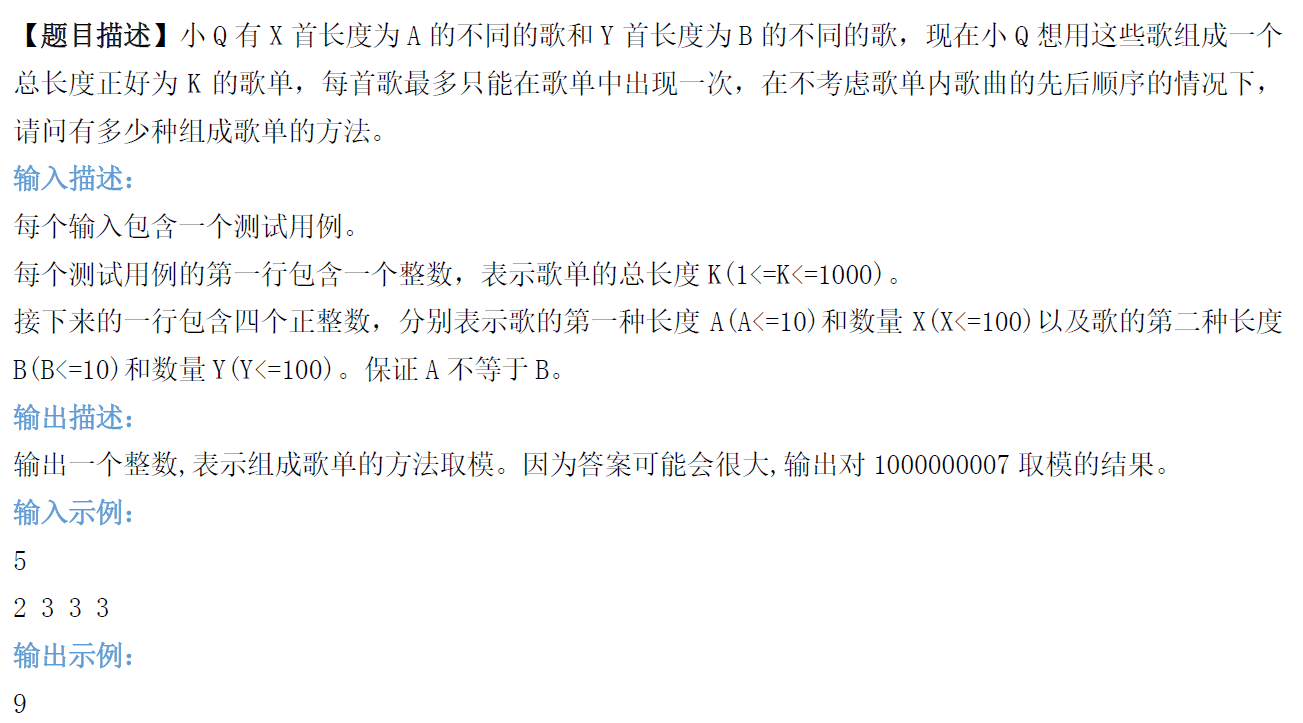 【题目描述】小 Q 有 X 首长度为 A 的不同的歌和 Y 首长度为 B 的不同的歌，现在小 Q 想用这些歌组成一个
总长度正好为 K 的歌单，每首歌最多只能在歌单中出现一次，在不考虑歌单内歌曲的先后顺序的情况下，
请问有多少种组成歌单的方法。
输入描述：
每个输入包含一个测试用例。
每个测试用例的第一行包含一个整数，表示歌单的总长度 K(1<=K<=1000)。
接下来的一行包含四个正整数，分别表示歌的第一种长度 A(A<=10)和数量 X(X<=100)以及歌的第二种长度
B(B<=10)和数量 Y(Y<=100)。保证 A 不等于 B。
输出描述：
输出一个整数,表示组成歌单的方法取模。因为答案可能会很大,输出对 1000000007 取模的结果。
输入示例：
5
2 3 3 3
输出示例：
9